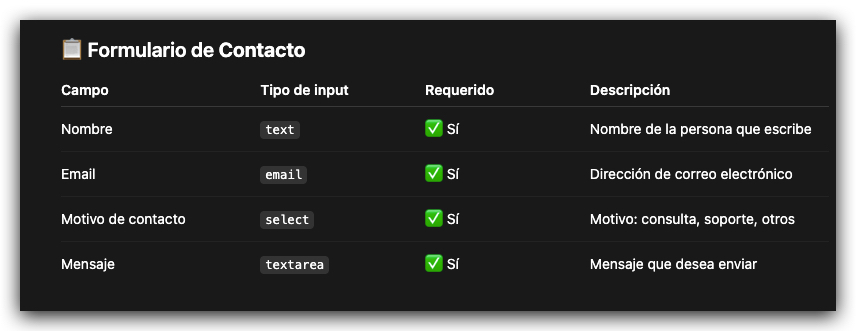 📋 Formulario de Contacto
Campo Tipo de input Requerido Descripción
Nombre text ✅ Sí Nombre de la persona que escribe
Email email ✅ Sí Dirección de correo electrónico
Motivo de contacto select ✅ Sí Motivo: consulta, soporte, otros
Mensaje textarea ✅ Sí Mensaje que desea enviar